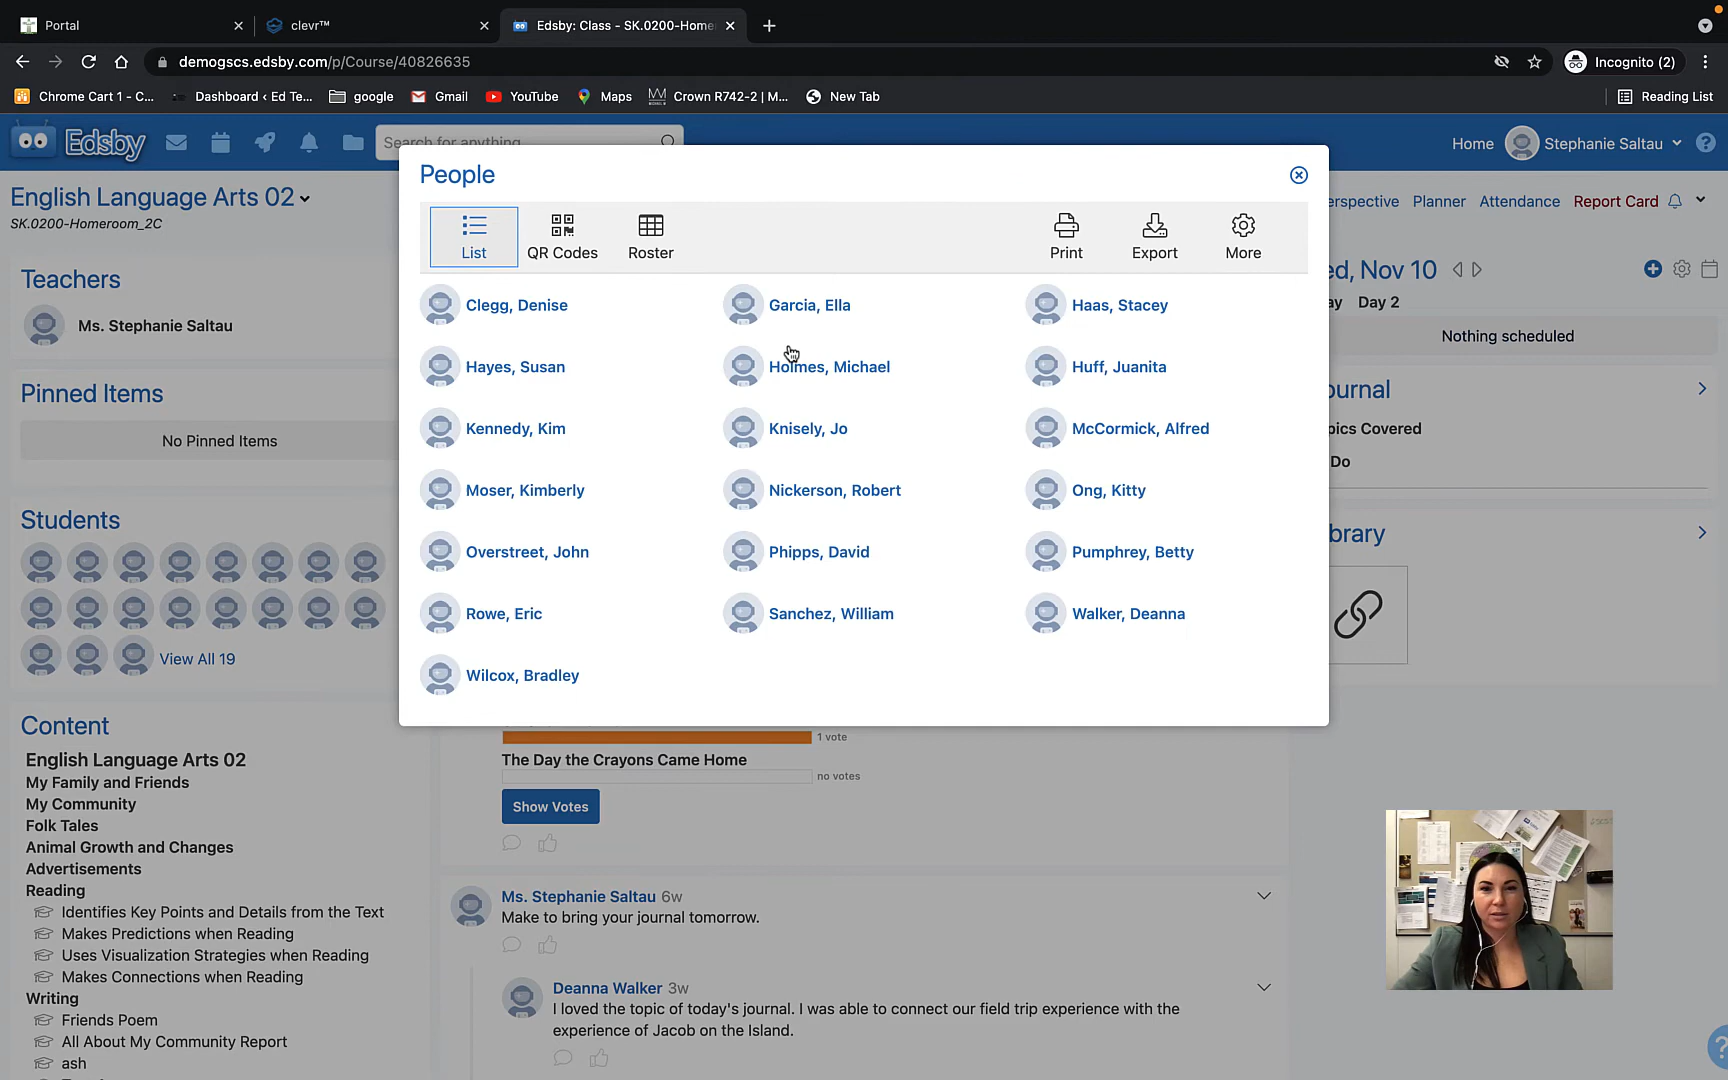 Portal
clevr™
Edsby: Class - SK.0200-Home
demogscs.edsby.com/p/Course/40826635
Incognito (2)
Chrome Cart 1 - C...
Dashboard ‹ Ed Te...
google
Gmail
YouTube
Maps
Crown R742-2 | M...
New Tab
Reading List
Edsby
Search for anything
Home
Stephanie Saltau
English Language Arts 02
SK.0200-Homeroom_2C
erspective
Planner
Attendance
Report Card
People
List
QR Codes
Roster
Print
Export
More
Clegg, Denise
Garcia, Ella
Haas, Stacey
Hayes, Susan
Holmes, Michael
Huff, Juanita
Kennedy, Kim
Knisely, Jo
McCormick, Alfred
Moser, Kimberly
Nickerson, Robert
Ong, Kitty
Overstreet, John
Phipps, David
Pumphrey, Betty
Rowe, Eric
Sanchez, William
Walker, Deanna
Wilcox, Bradley
Teachers
Ms. Stephanie Saltau
Pinned Items
No Pinned Items
Students
View All 19
Content
English Language Arts 02
My Family and Friends
My Community
Folk Tales
Animal Growth and Changes
Advertisements
Reading
Identifies Key Points and Details from the Text
Makes Predictions when Reading
Uses Visualization Strategies when Reading
Makes Connections when Reading
Writing
Friends Poem
All About My Community Report
ash
1 vote
The Day the Crayons Came Home
no votes
Show Votes
Ms. Stephanie Saltau 6w
Make to bring your journal tomorrow.
Deanna Walker 3w
I loved the topic of today's journal. I was able to connect our field trip experience with the
experience of Jacob on the Island.
ed, Nov 10
ay Day 2
Nothing scheduled
ournal
pics Covered
Do
brary